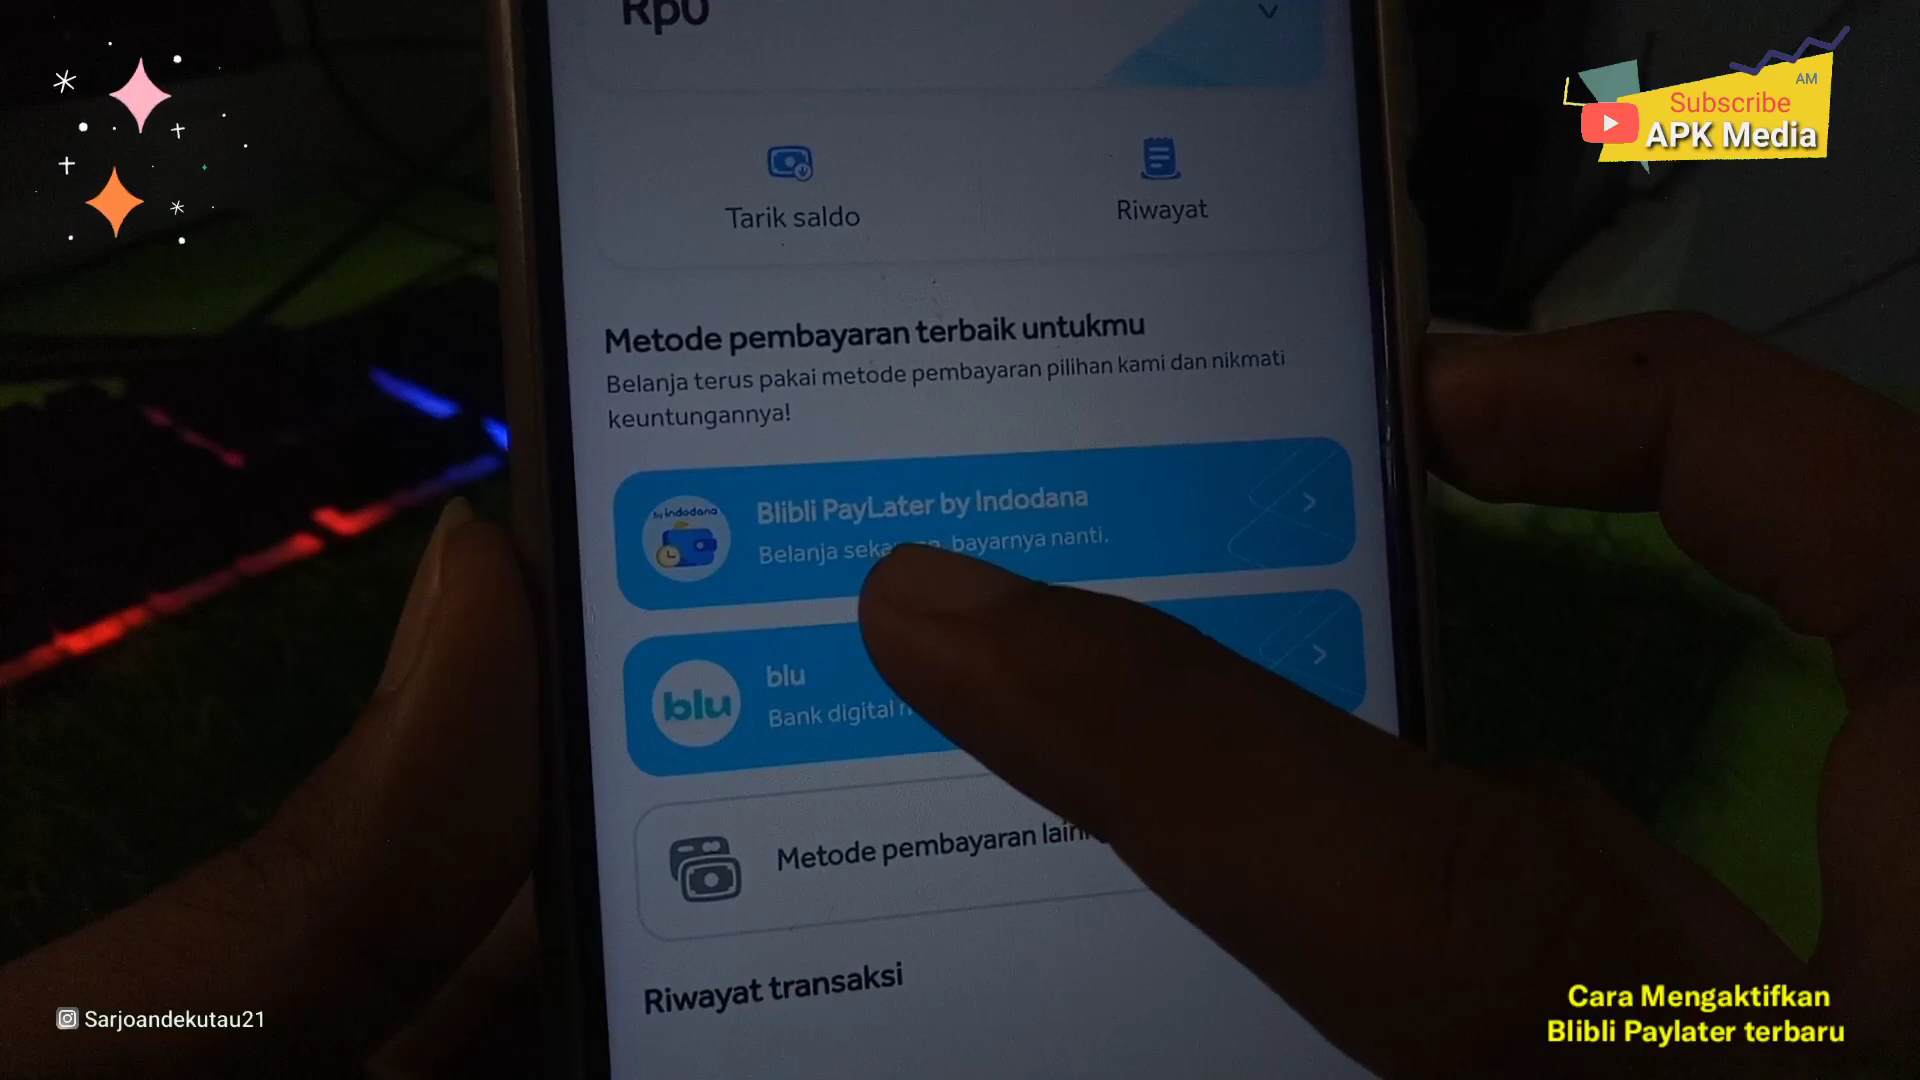 Rp0
AM
Subscribe
APK Media
Tarik saldo
Riwayat
Metode pembayaran terbaik untukmu
Belanja terus pakai metode pembayaran pilihan kami dan nikmati
keuntungannya!
by indodana
Blibli PayLater by Indodana
Belanja bayarnya nanti.
blu
blu
Bank digital
Metode pembayaran
Riwayat transaksi
Sarjoandekutau21
Cara Mengaktifkan
Blibli Paylater terbaru